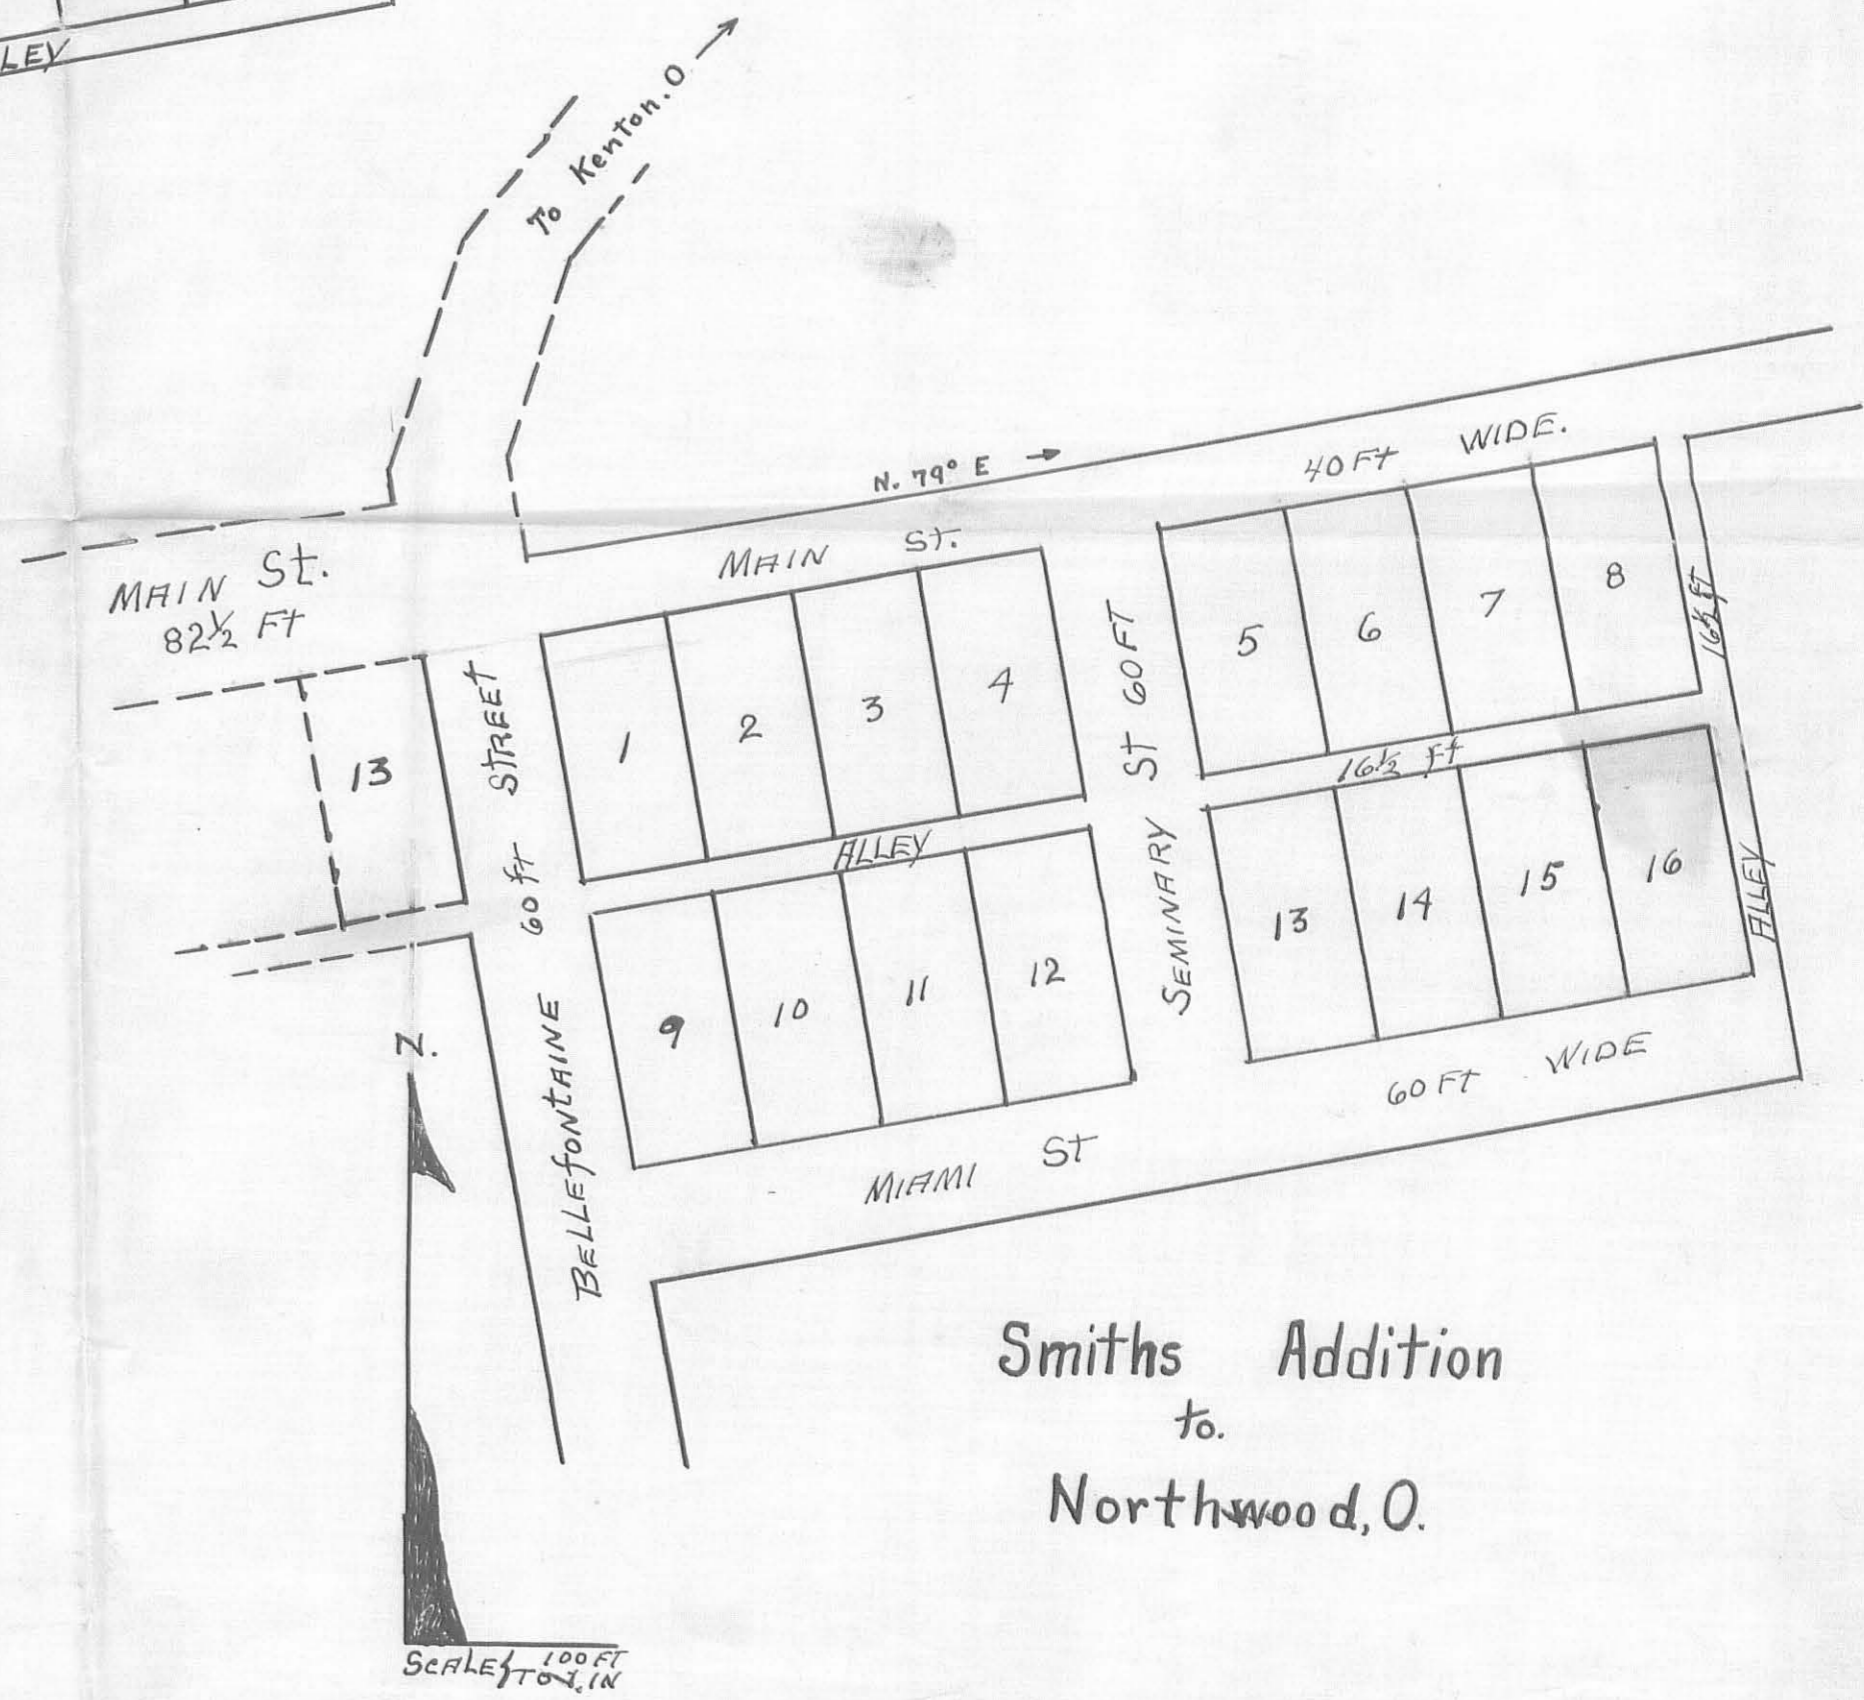 LEY
To Kenton. O
N. 79° E
40 Ft WIDE.
MAIN St.
82½ Ft
MAIN St.
13
BELLEFONTAINE 60 ft STREET
1
2
3
4
SEMINARY ST 60 FT
5
6
7
8
16½ Ft
ALLEY
16½ Ft
ALLEY
9
10
11
12
13
14
15
16
MIAMI ST
60 Ft WIDE
N.
Smiths Addition
to.
Northwood, O.
SCALE 100 FT
TO 1. IN